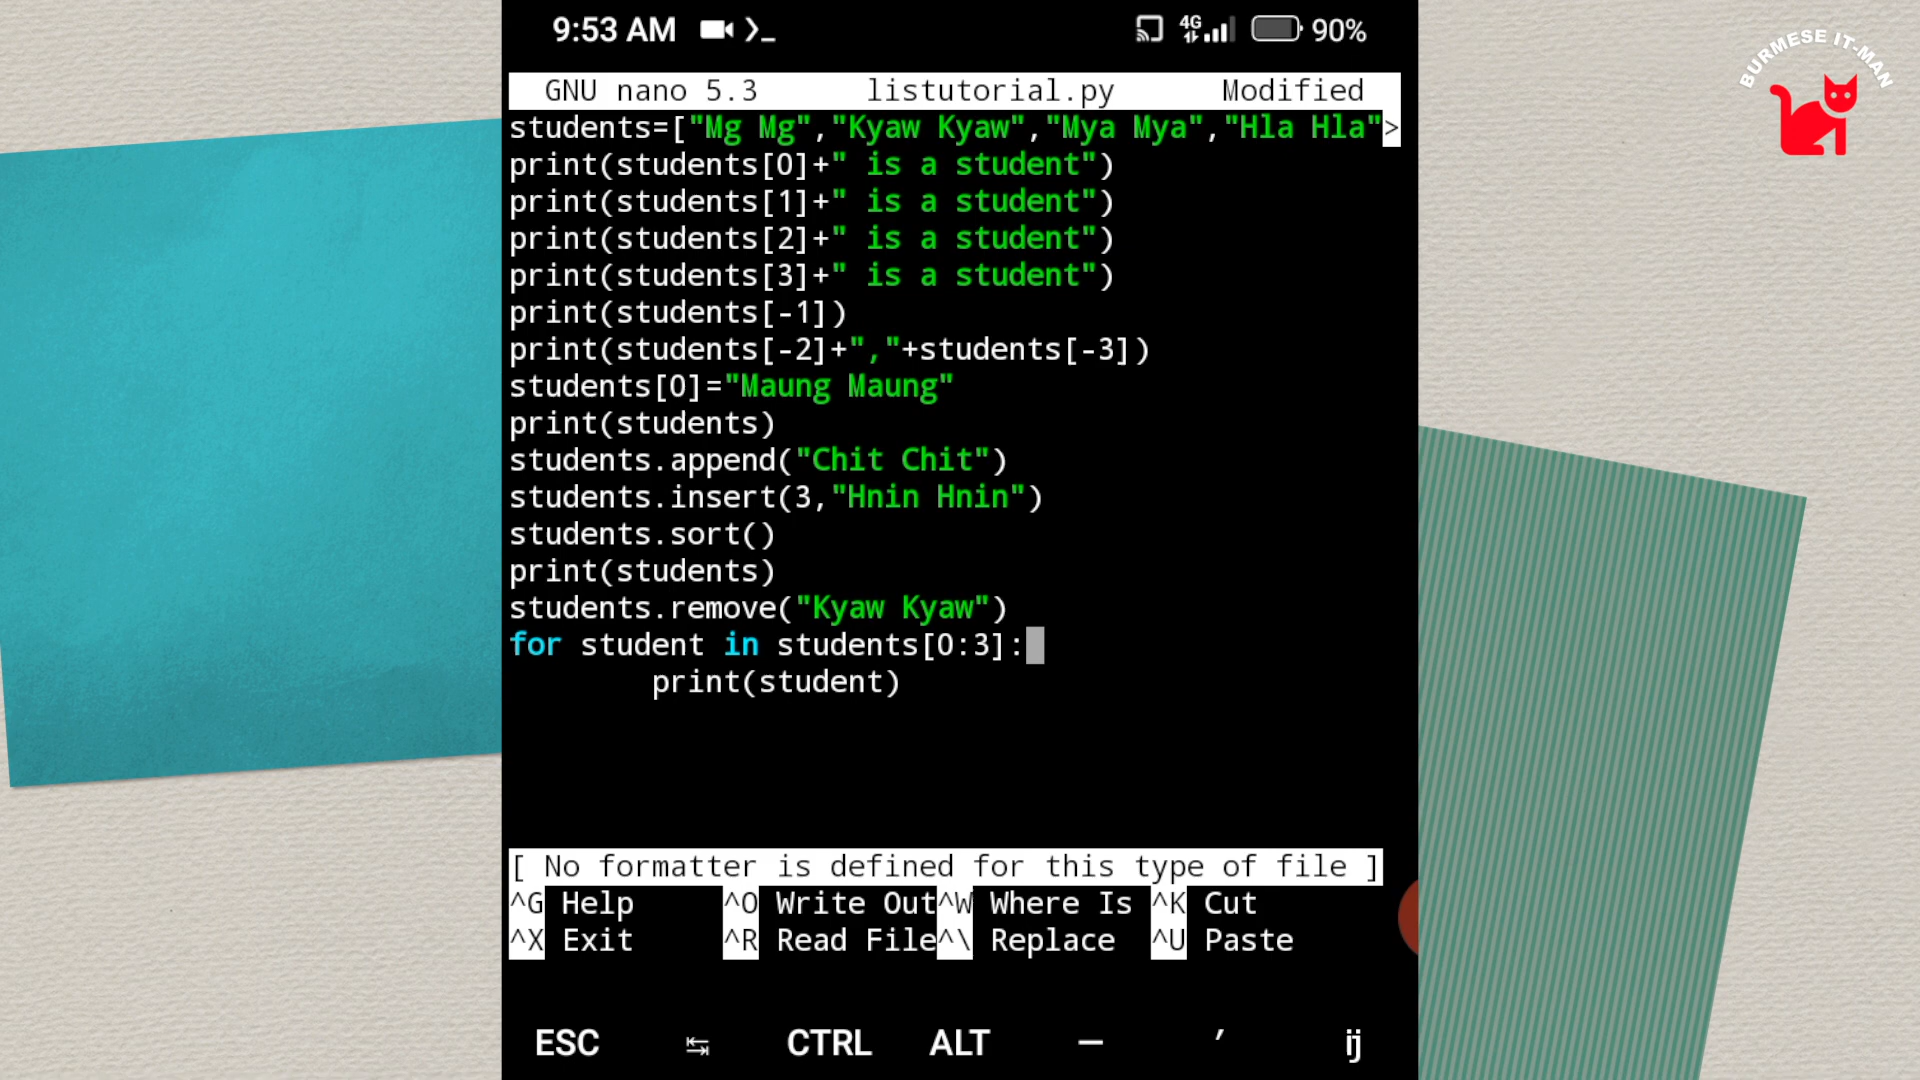 9:53 AM 4G 90%
BURMESE IT-MAN
GNU nano 5.3 listutorial.py Modified
students=["Mg Mg","Kyaw Kyaw","Mya Mya","Hla Hla">
print(students[0]+" is a student")
print(students[1]+" is a student")
print(students[2]+" is a student")
print(students[3]+" is a student")
print(students[-1])
print(students[-2]+","+students[-3])
students[0]="Maung Maung"
print(students)
students.append("Chit Chit")
students.insert(3,"Hnin Hnin")
students.sort()
print(students)
students.remove("Kyaw Kyaw")
for student in students[0:3]:
        print(student)
[ No formatter is defined for this type of file ]
^G Help ^O Write Out ^W Where Is ^K Cut
^X Exit ^R Read File ^\ Replace ^U Paste
ESC ↹ CTRL ALT — ′ ij